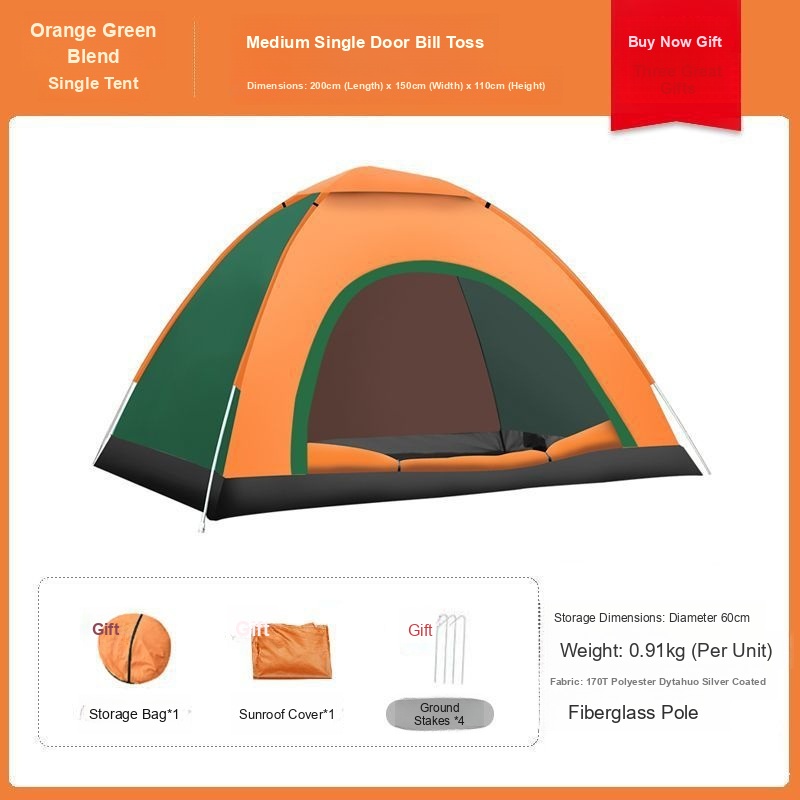 Orange Green
Blend
Single Tent
Medium Single Door Bill Toss
Dimensions: 200cm (Length) x 150cm (Width) x 110cm (Height)
Buy Now Gift
Gift
Gift
Gift
Storage Bag*1
Sunroof Cover*1
Ground
Stakes *4
Storage Dimensions: Diameter 60cm
Weight: 0.91kg (Per Unit)
Fabric: 170T Polyester Dytahuo Silver Coated
Fiberglass Pole